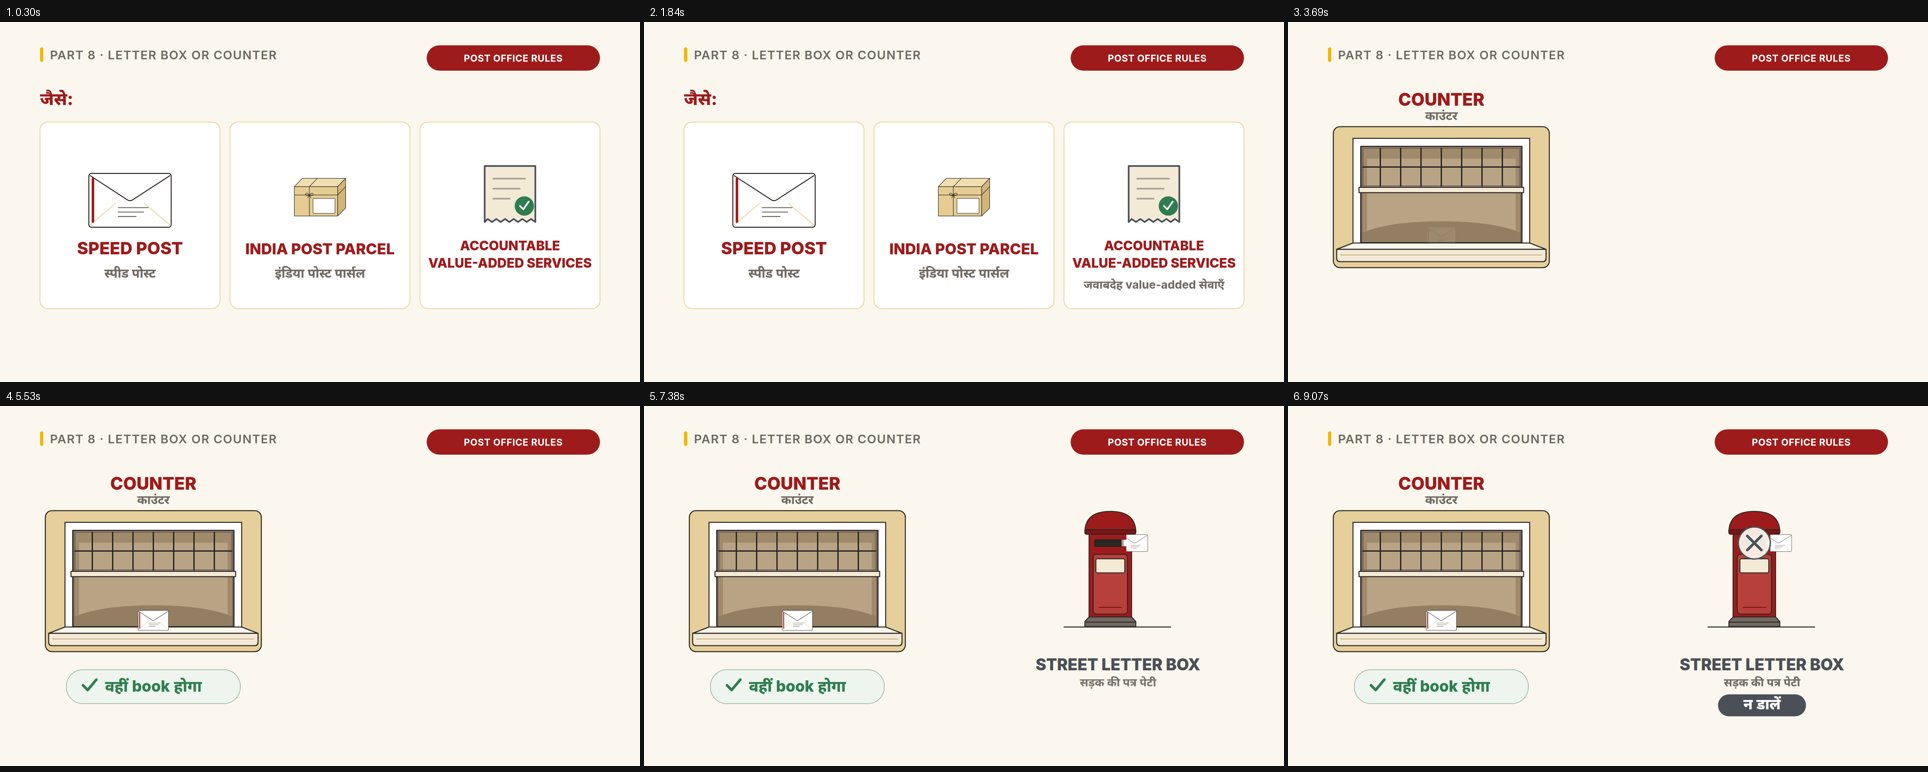 1. 0.30s
PART 8 · LETTER BOX OR COUNTER
POST OFFICE RULES
जैसे:
SPEED POST
स्पीड पोस्ट
INDIA POST PARCEL
इंडिया पोस्ट पार्सल
ACCOUNTABLE
VALUE-ADDED SERVICES
2. 1.84s
PART 8 · LETTER BOX OR COUNTER
POST OFFICE RULES
जैसे:
SPEED POST
स्पीड पोस्ट
INDIA POST PARCEL
इंडिया पोस्ट पार्सल
ACCOUNTABLE
VALUE-ADDED SERVICES
जवाबदेह value-added सेवाएँ
3. 3.69s
PART 8 · LETTER BOX OR COUNTER
POST OFFICE RULES
COUNTER
काउंटर
4. 5.53s
PART 8 · LETTER BOX OR COUNTER
POST OFFICE RULES
COUNTER
काउंटर
वहीं book होगा
5. 7.38s
PART 8 · LETTER BOX OR COUNTER
POST OFFICE RULES
COUNTER
काउंटर
वहीं book होगा
STREET LETTER BOX
सड़क की पत्र पेटी
6. 9.07s
PART 8 · LETTER BOX OR COUNTER
POST OFFICE RULES
COUNTER
काउंटर
वहीं book होगा
STREET LETTER BOX
सड़क की पत्र पेटी
न डालें